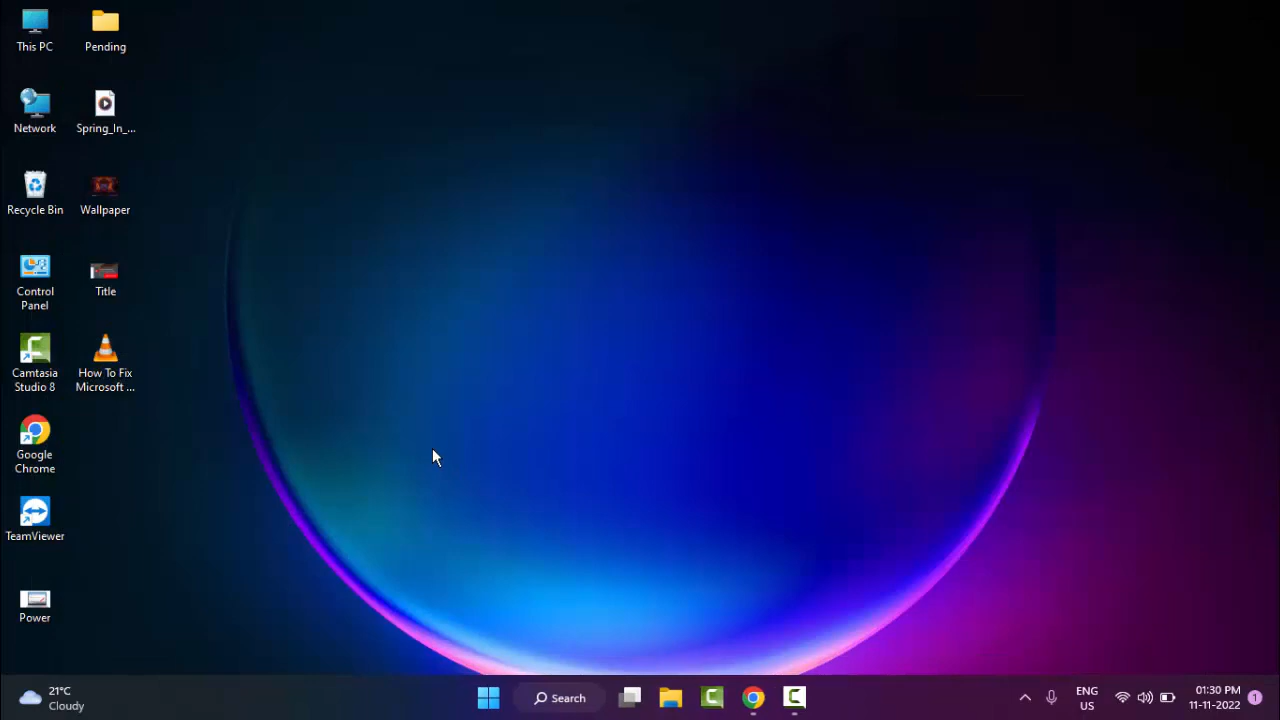 This PC
Pending
Network
Spring_In_...
Recycle Bin
Wallpaper
Control
Panel
Title
Camtasia
Studio 8
How To Fix
Microsoft ...
Google
Chrome
TeamViewer
Power
21°C
Cloudy
Search
ENG
US
01:30 PM
11-11-2022
1